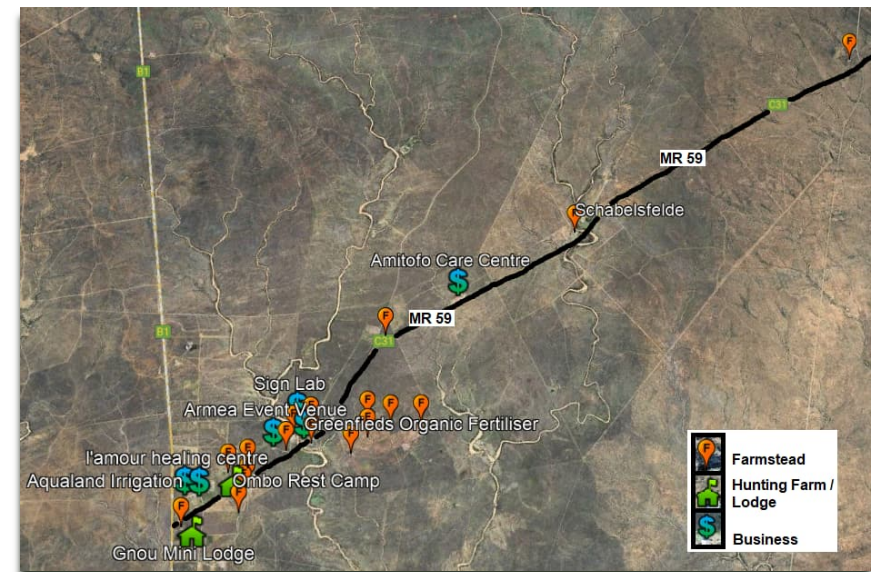 B1
C31
MR 59
Schabelsfelde
Amitofo Care Centre
MR 59
B1
C31
Sign Lab
Armea Event Venue
Greenfieds Organic Fertiliser
l'amour healing centre
Aqualand Irrigation
Ombo Rest Camp
Gnou Mini Lodge
F Farmstead
Hunting Farm /
Lodge
$ Business